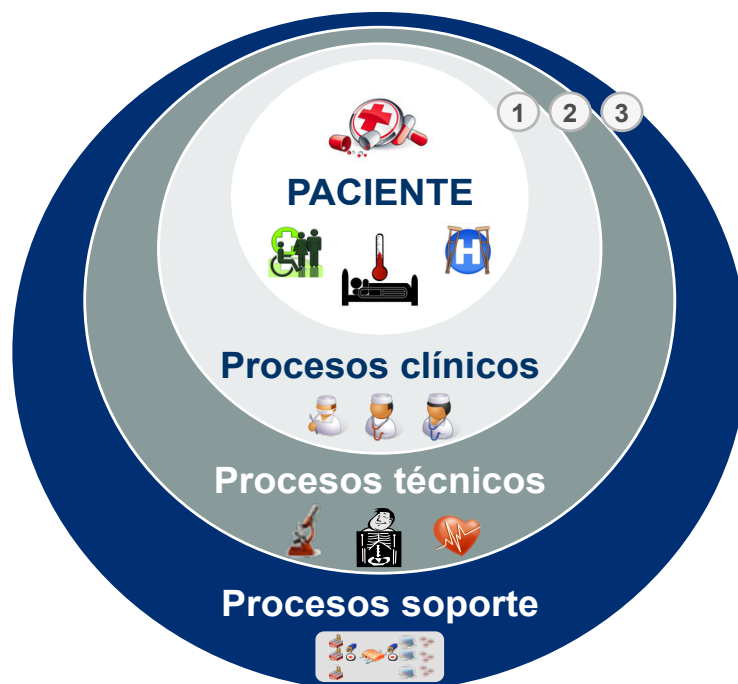 1 2 3
PACIENTE
H
Procesos clínicos
Procesos técnicos
Procesos soporte